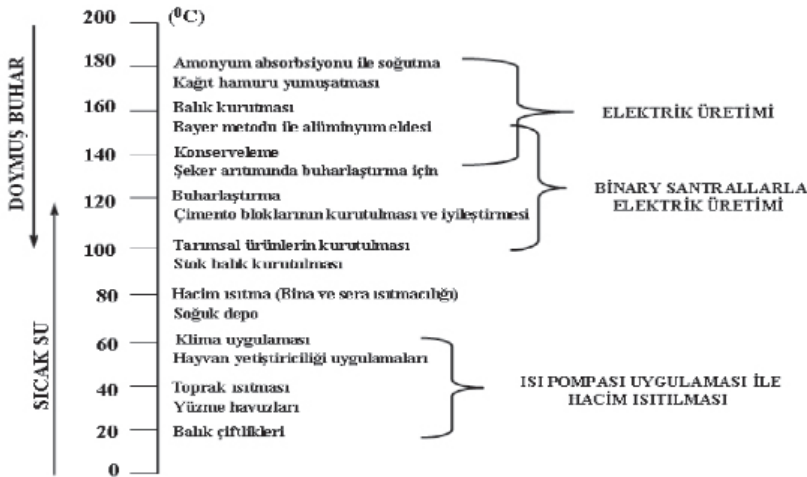 200 (⁰C)
180
Amonyum absorbsiyonu ile soğutma
Kağıt hamuru yumuşatması
160
Balık kurutması
Bayer metodu ile alüminyum eldesi
140
Konserveleme
Şeker arıtımında buharlaştırma için
120
Buharlaştırma
Çimento bloklarının kurutulması ve iyileştirmesi
100
Tarımsal ürünlerin kurutulması
Stok balık kurutulması
80
Hacim ısıtma (Bina ve sera ısıtmacılığı)
Soğuk depo
60
Klima uygulaması
Hayvan yetiştiriciliği uygulamaları
40
Toprak ısıtması
Yüzme havuzları
20
Balık çiftlikleri
0
DOYMUŞ BUHAR
SICAK SU
ELEKTRİK ÜRETİMİ
BİNARY SANTRALLARLA
ELEKTRİK ÜRETİMİ
ISI POMPASI UYGULAMASI İLE
HACİM ISITILMASI